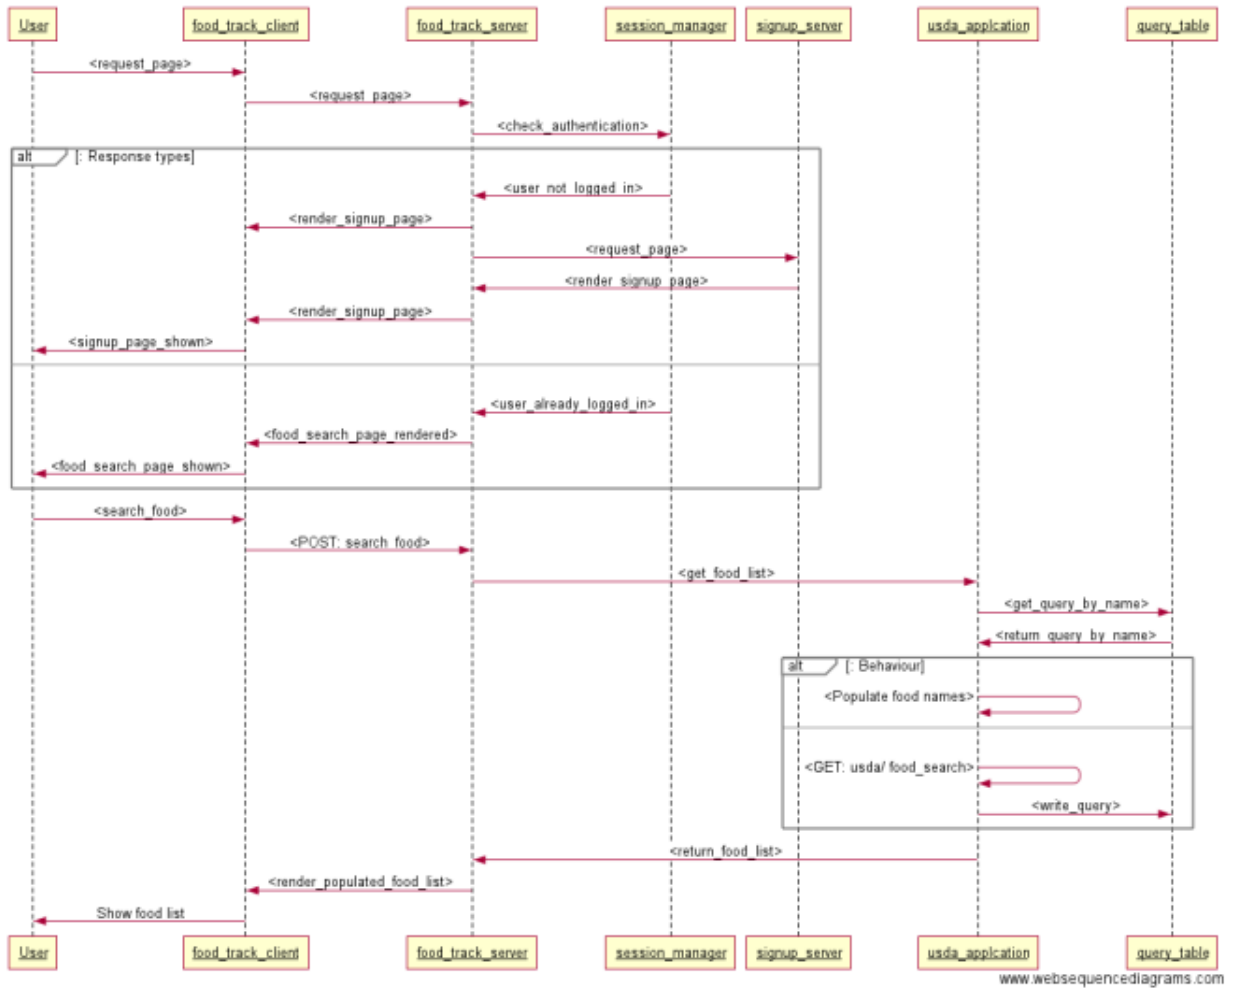 User food_track_client food_track_server session_manager signup_server usda_applcation query_table
<request_page>
<request_page>
<check_authentication>
alt [: Response types]
<user_not_logged_in>
<render_signup_page>
<request_page>
<render_signup_page>
<render_signup_page>
<signup_page_shown>
<user_already_logged_in>
<food_search_page_rendered>
<food_search_page_shown>
<search_food>
<POST: search_food>
<get_food_list>
<get_query_by_name>
<return_query_by_name>
alt [: Behaviour]
<Populate food names>
<GET: usda/ food_search>
<write_query>
<return_food_list>
<render_populated_food_list>
Show food list
User food_track_client food_track_server session_manager signup_server usda_applcation query_table
www.websequencediagrams.com